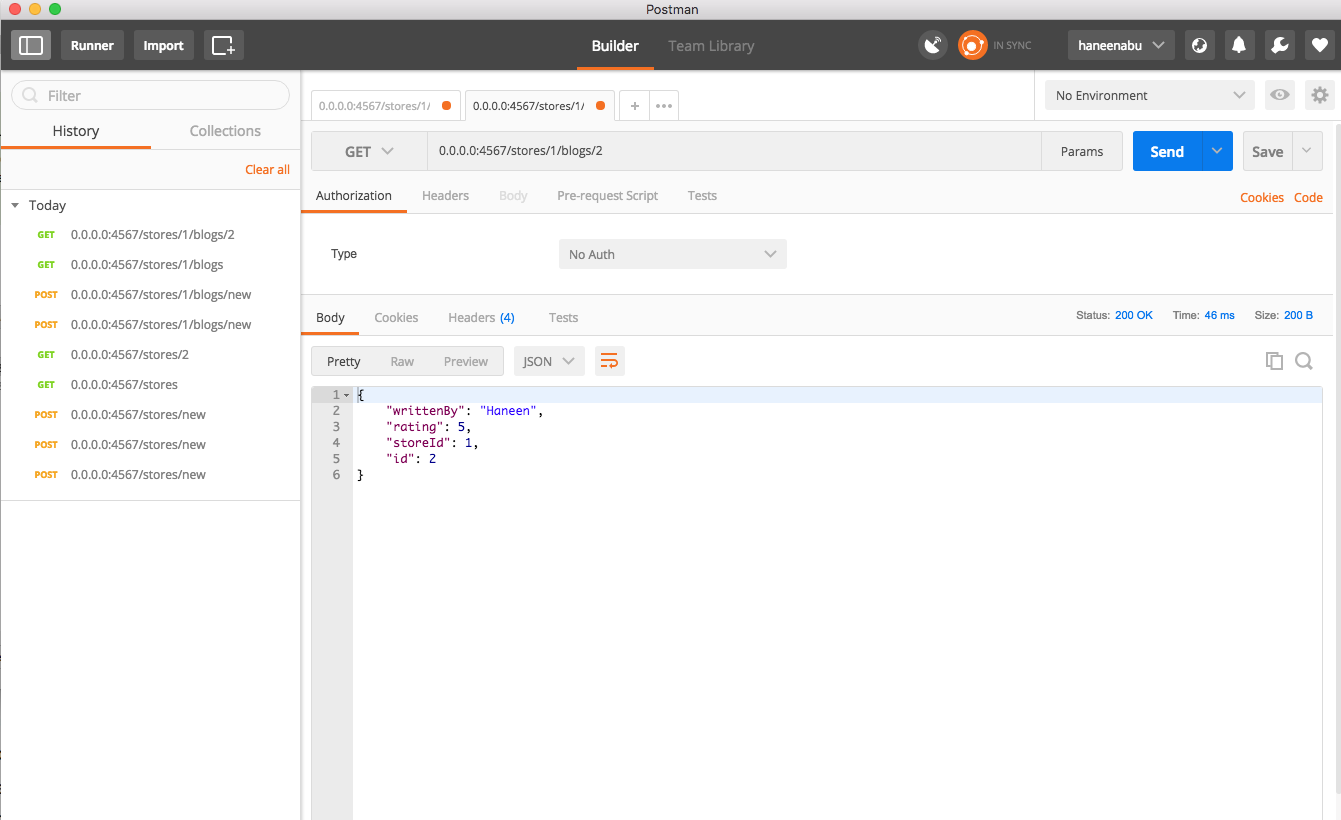 Postman
Runner Import Builder Team Library IN SYNC haneenabu
Filter
History Collections
Clear all
Today
GET 0.0.0.0:4567/stores/1/blogs/2
GET 0.0.0.0:4567/stores/1/blogs
POST 0.0.0.0:4567/stores/1/blogs/new
POST 0.0.0.0:4567/stores/1/blogs/new
GET 0.0.0.0:4567/stores/2
GET 0.0.0.0:4567/stores
POST 0.0.0.0:4567/stores/new
POST 0.0.0.0:4567/stores/new
POST 0.0.0.0:4567/stores/new
0.0.0.0:4567/stores/1/ 0.0.0.0:4567/stores/1/ + ••• No Environment
GET 0.0.0.0:4567/stores/1/blogs/2 Params Send Save
Authorization Headers Body Pre-request Script Tests Cookies Code
Type No Auth
Body Cookies Headers (4) Tests Status: 200 OK Time: 46 ms Size: 200 B
Pretty Raw Preview JSON
1 {
2 "writtenBy": "Haneen",
3 "rating": 5,
4 "storeId": 1,
5 "id": 2
6 }